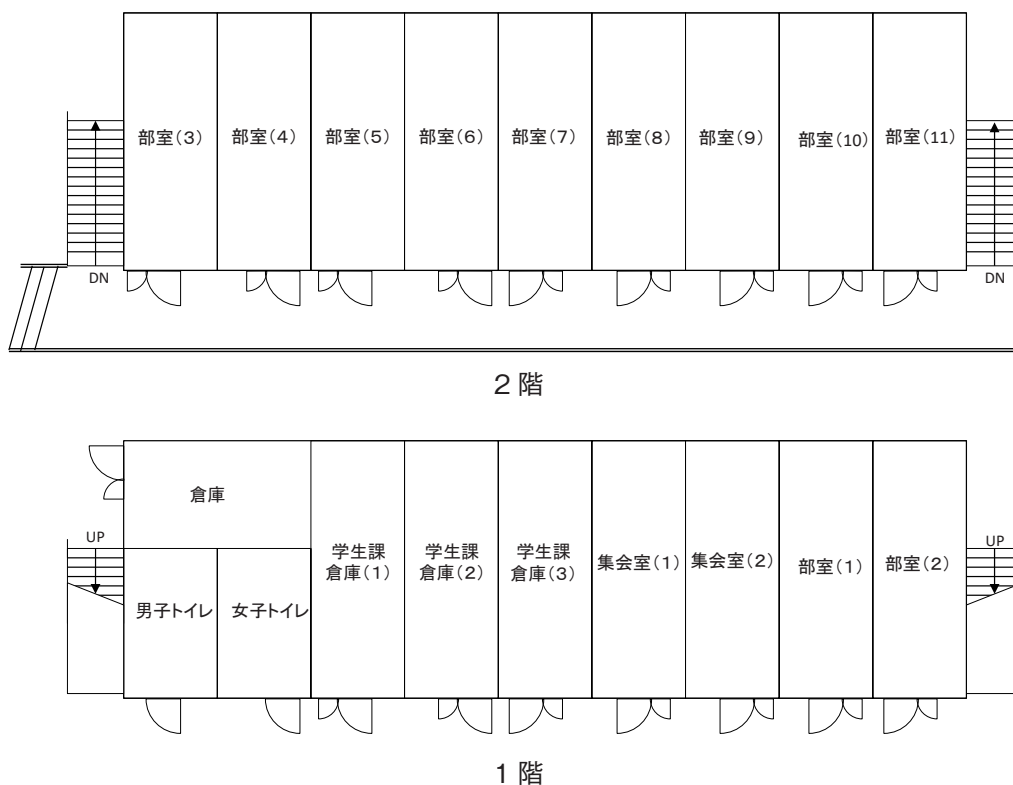 部室(3)
部室(4)
部室(5)
部室(6)
部室(7)
部室(8)
部室(9)
部室(10)
部室(11)
DN
DN
2階
倉庫
UP
UP
学生課
倉庫(1)
学生課
倉庫(2)
学生課
倉庫(3)
集会室(1)
集会室(2)
部室(1)
部室(2)
男子トイレ
女子トイレ
1階